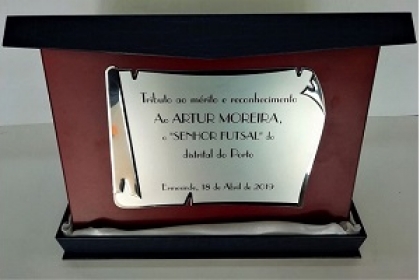 Tributo ao mérito e reconhecimento
Ao ARTUR MOREIRA,
o "SENHOR FUTSAL" do
distrital do Porto
Ermesinde, 18 de Abril de 2019